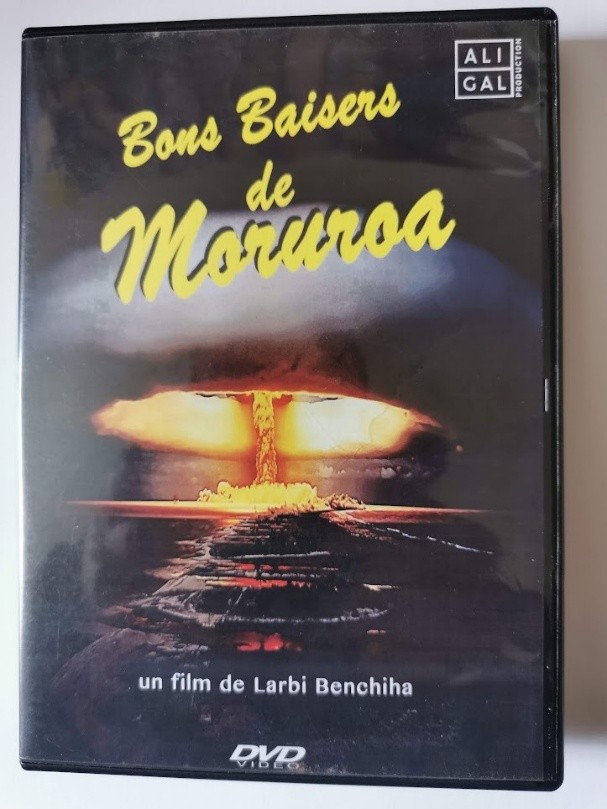 ALI
GAL
PRODUCTION
Bons Baisers
de
Moruroa
un film de Larbi Benchiha
DVD
VIDEO